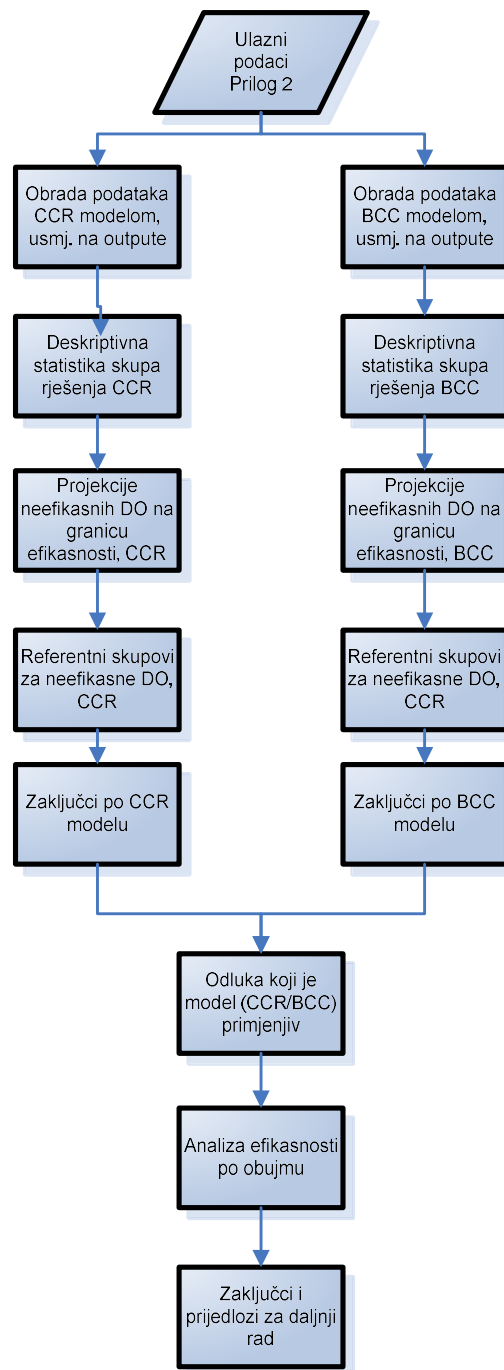 Ulazni
podaci
Prilog 2
Obrada podataka
CCR modelom,
usmj. na outpute
Obrada podataka
BCC modelom,
usmj. na outpute
Deskriptivna
statistika skupa
rješenja CCR
Deskriptivna
statistika skupa
rješenja BCC
Projekcije
neefikasnih DO na
granicu
efikasnosti, CCR
Projekcije
neefikasnih DO na
granicu
efikasnosti, BCC
Referentni skupovi
za neefikasne DO,
CCR
Referentni skupovi
za neefikasne DO,
CCR
Zaključci po CCR
modelu
Zaključci po BCC
modelu
Odluka koji je
model (CCR/BCC)
primjenjiv
Analiza efikasnosti
po obujmu
Zaključci i
prijedlozi za daljnji
rad